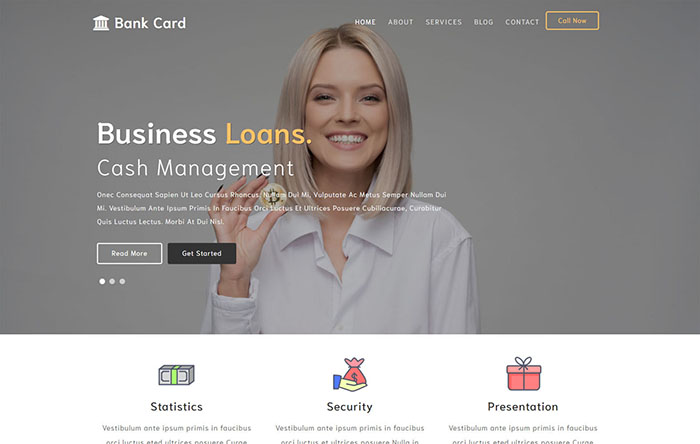 Bank Card
HOME ABOUT SERVICES BLOG CONTACT Call Now
Business Loans.
Cash Management
Onec Consequat Sapien Ut Leo Cursus Rhoncus. Nullam Dui Mi, Vulputate Ac Metus Semper Nullam Dui
Mi. Vestibulum Ante Ipsum Primis In Faucibus Orci Luctus Et Ultrices Posuere Cubiliacurae, Curabitur
Quis Luctus Lectus. Morbi At Dui Nisl.
Read More Get Started
Statistics Security Presentation
Vestibulum ante ipsum primis in faucibus Vestibulum ante ipsum primis in faucibus Vestibulum ante ipsum primis in faucibus
orci luctus eted ultrices posuere Curae orci luctus et ultrices posuere Nulla in orci luctus eted ultrices posuere Curae